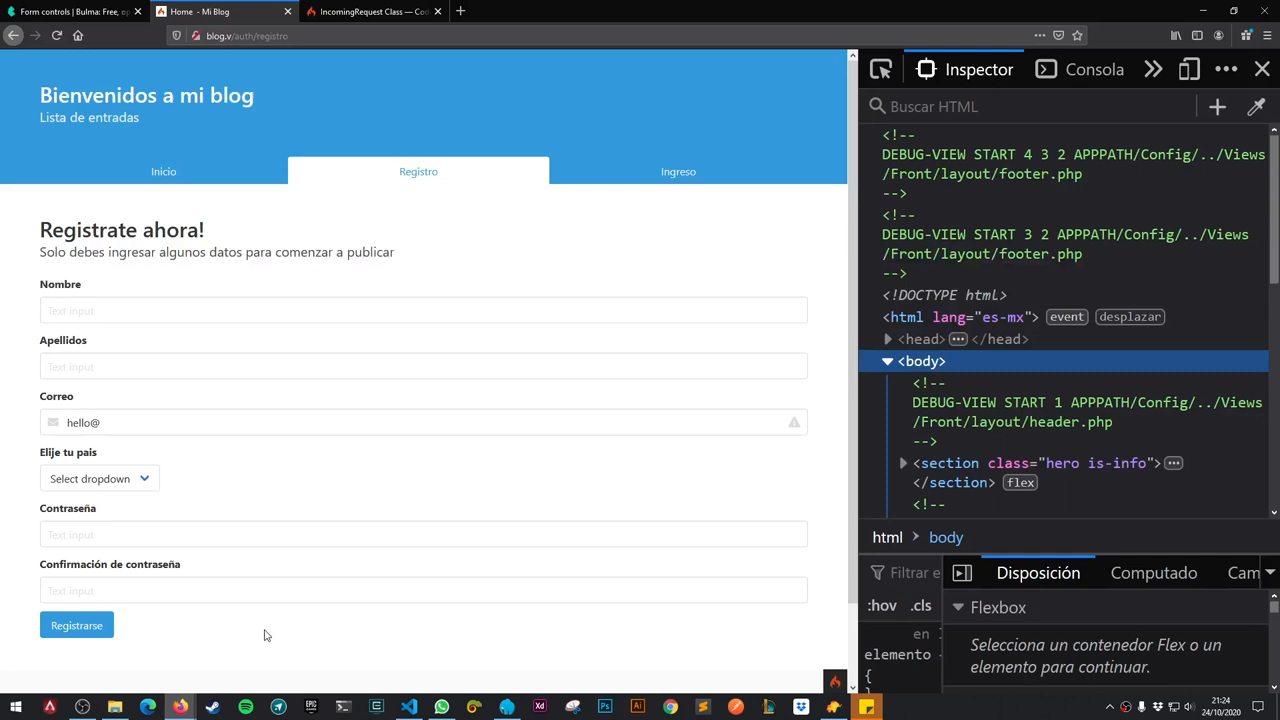 Form controls | Bulma: Free, op
Home - Mi Blog
IncomingRequest Class — Cod
blog.v/auth/registro
Bienvenidos a mi blog
Lista de entradas
Inicio
Registro
Ingreso
Registrate ahora!
Solo debes ingresar algunos datos para comenzar a publicar
Nombre
Text input
Apellidos
Text input
Correo
hello@
Elije tu pais
Select dropdown
Contraseña
Text input
Confirmación de contraseña
Text input
Registrarse
Inspector
Consola
Buscar HTML
<!--
DEBUG-VIEW START 4 3 2 APPPATH/Config/../Views
/Front/layout/footer.php
-->
<!--
DEBUG-VIEW START 3 2 APPPATH/Config/../Views
/Front/layout/footer.php
-->
<!DOCTYPE html>
<html lang="es-mx"> event desplazar
<head> ··· </head>
<body>
<!--
DEBUG-VIEW START 1 APPPATH/Config/../Views
/Front/layout/header.php
-->
<section class="hero is-info"> ···
</section> flex
<!--
html > body
Filtrar e
:hov .cls
en l
elemento
{
Disposición
Computado
Cam
Flexbox
Selecciona un contenedor Flex o un
elemento para continuar.
21:24
24/10/2020